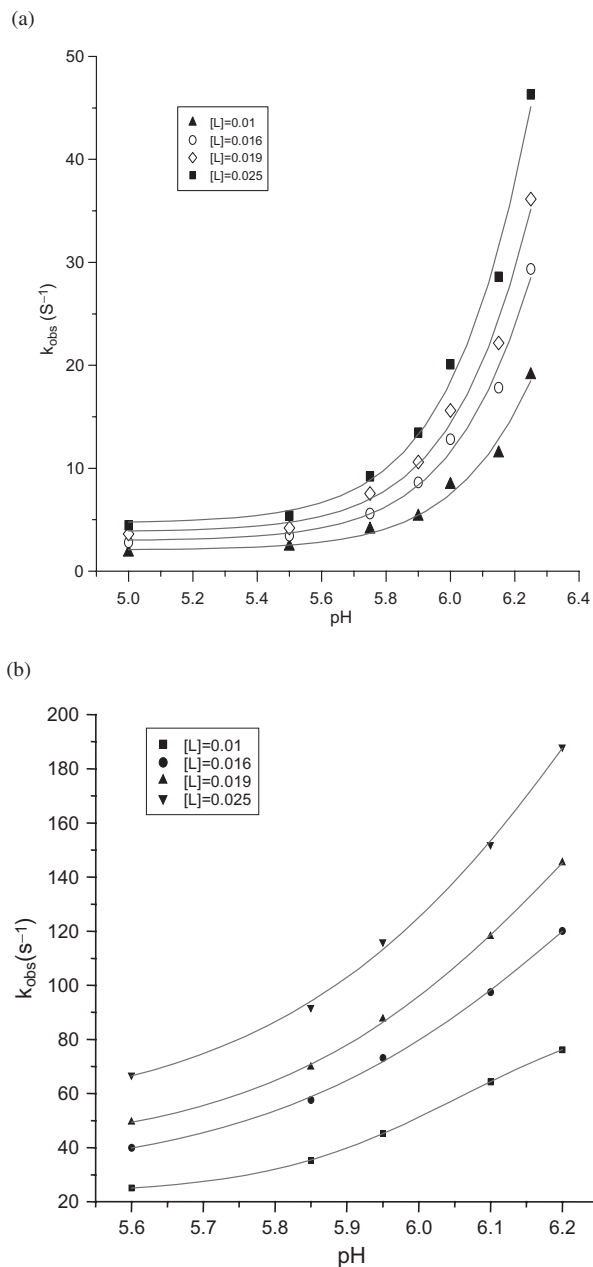 (a)
50
40
30
20
10
0
k_obs (S⁻¹)
[L]=0.01
[L]=0.016
[L]=0.019
[L]=0.025
5.0 5.2 5.4 5.6 5.8 6.0 6.2 6.4
pH
(b)
200
180
160
140
120
100
80
60
40
20
k_obs(s⁻¹)
[L]=0.01
[L]=0.016
[L]=0.019
[L]=0.025
5.6 5.7 5.8 5.9 6.0 6.1 6.2
pH